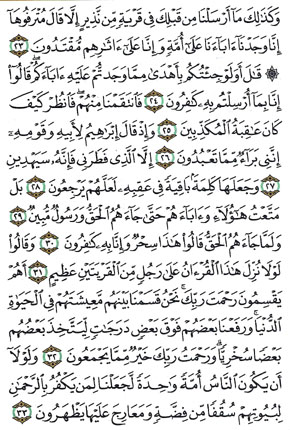 وَكَذَٰلِكَ مَآ أَرْسَلْنَا مِن قَبْلِكَ فِي قَرْيَةٍ مِّن نَّذِيرٍ إِلَّا قَالَ مُتْرَفُوهَآ
إِنَّا وَجَدْنَآ ءَابَآءَنَا عَلَىٰٓ أُمَّةٍ وَإِنَّا عَلَىٰٓ ءَاثَٰرِهِم مُّقْتَدُونَ ٢٣
۞ قَٰلَ أَوَلَوْ جِئْتُكُم بِأَهْدَىٰ مِمَّا وَجَدتُّمْ عَلَيْهِ ءَابَآءَكُمْ ۖ قَالُوٓا۟
إِنَّا بِمَآ أُرْسِلْتُم بِهِۦ كَٰفِرُونَ ٢٤ فَٱنتَقَمْنَا مِنْهُمْ ۖ فَٱنظُرْ كَيْفَ
كَانَ عَٰقِبَةُ ٱلْمُكَذِّبِينَ ٢٥ وَإِذْ قَالَ إِبْرَٰهِيمُ لِأَبِيهِ وَقَوْمِهِۦٓ
إِنَّنِي بَرَآءٌ مِّمَّا تَعْبُدُونَ ٢٦ إِلَّا ٱلَّذِي فَطَرَنِي فَإِنَّهُۥ سَيَهْدِينِ
٢٧ وَجَعَلَهَا كَلِمَةًۢ بَاقِيَةً فِي عَقِبِهِۦ لَعَلَّهُمْ يَرْجِعُونَ ٢٨ بَلْ
مَتَّعْتُ هَٰٓؤُلَآءِ وَءَابَآءَهُمْ حَتَّىٰ جَآءَهُمُ ٱلْحَقُّ وَرَسُولٌ مُّبِينٌ ٢٩
وَلَمَّا جَآءَهُمُ ٱلْحَقُّ قَالُوا۟ هَٰذَا سِحْرٌ وَإِنَّا بِهِۦ كَٰفِرُونَ ٣٠ وَقَالُوا۟
لَوْلَا نُزِّلَ هَٰذَا ٱلْقُرْءَانُ عَلَىٰ رَجُلٍ مِّنَ ٱلْقَرْيَتَيْنِ عَظِيمٍ ٣١ أَهُمْ
يَقْسِمُونَ رَحْمَتَ رَبِّكَ ۚ نَحْنُ قَسَمْنَا بَيْنَهُم مَّعِيشَتَهُمْ فِي ٱلْحَيَوٰةِ
ٱلدُّنْيَا ۚ وَرَفَعْنَا بَعْضَهُمْ فَوْقَ بَعْضٍ دَرَجَٰتٍ لِّيَتَّخِذَ بَعْضُهُم
بَعْضًا سُخْرِيًّا ۗ وَرَحْمَتُ رَبِّكَ خَيْرٌ مِّمَّا يَجْمَعُونَ ٣٢ وَلَوْلَآ
أَن يَكُونَ ٱلنَّاسُ أُمَّةً وَٰحِدَةً لَّجَعَلْنَا لِمَن يَكْفُرُ بِٱلرَّحْمَٰنِ
لِبُيُوتِهِمْ سُقُفًا مِّن فِضَّةٍ وَمَعَارِجَ عَلَيْهَا يَظْهَرُونَ ٣٣